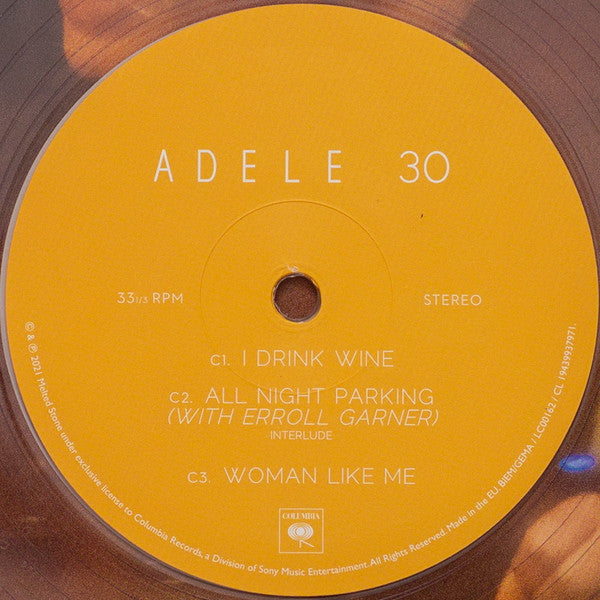 ADELE 30
33 1/3 RPM
STEREO
C1. I DRINK WINE
C2. ALL NIGHT PARKING
(WITH ERROLL GARNER)
INTERLUDE
C3. WOMAN LIKE ME
COLUMBIA
© & ℗ 2021 Melted Stone under exclusive license to Columbia Records, a Division of Sony Music Entertainment. All Rights Reserved. Made in the EU. BIEM/GEMA / LC00162 / CL 19439937971.